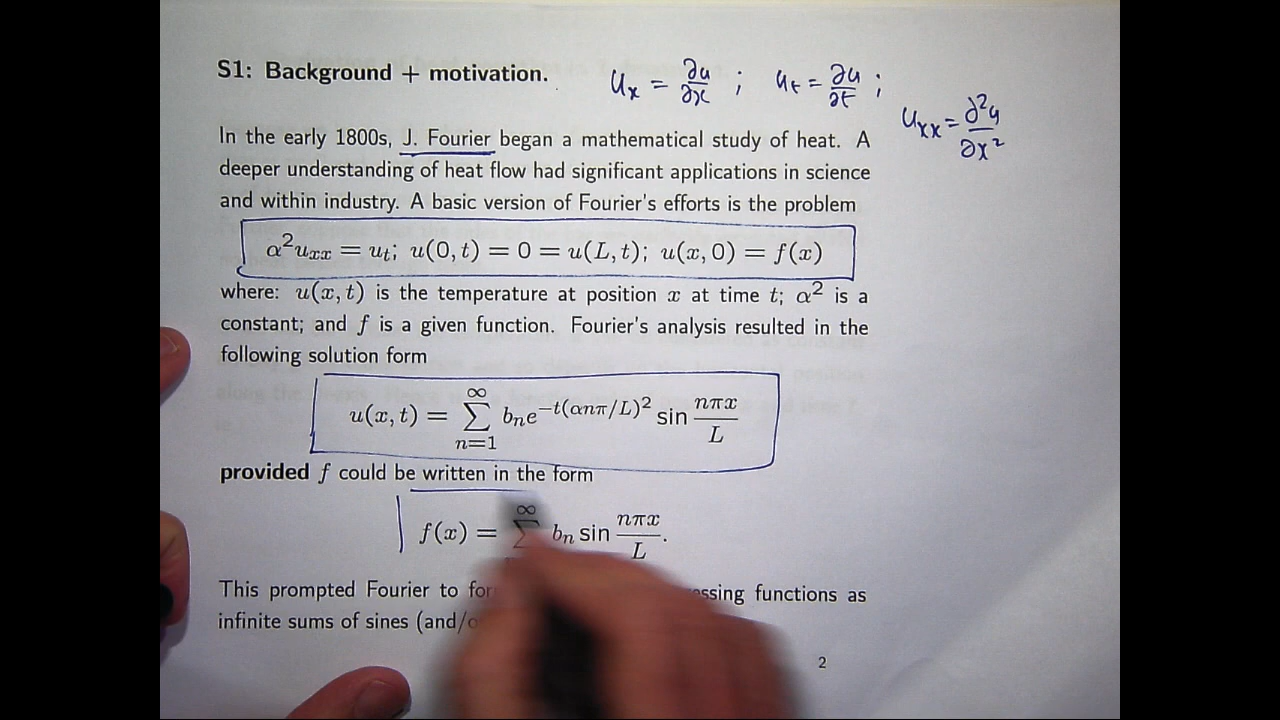 S1: Background + motivation.
u_x = ∂u/∂x ; u_t = ∂u/∂t ;
u_xx = ∂²u/∂x²
In the early 1800s, J. Fourier began a mathematical study of heat. A
deeper understanding of heat flow had significant applications in science
and within industry. A basic version of Fourier's efforts is the problem
α²u_xx = u_t; u(0, t) = 0 = u(L, t); u(x, 0) = f(x)
where: u(x, t) is the temperature at position x at time t; α² is a
constant; and f is a given function. Fourier's analysis resulted in the
following solution form
u(x, t) = ∑_{n=1}^{∞} b_n e^{−t(αnπ/L)²} sin nπx/L
provided f could be written in the form
f(x) = ∑^{∞} b_n sin nπx/L.
This prompted Fourier to functions as
infinite sums of sines
2